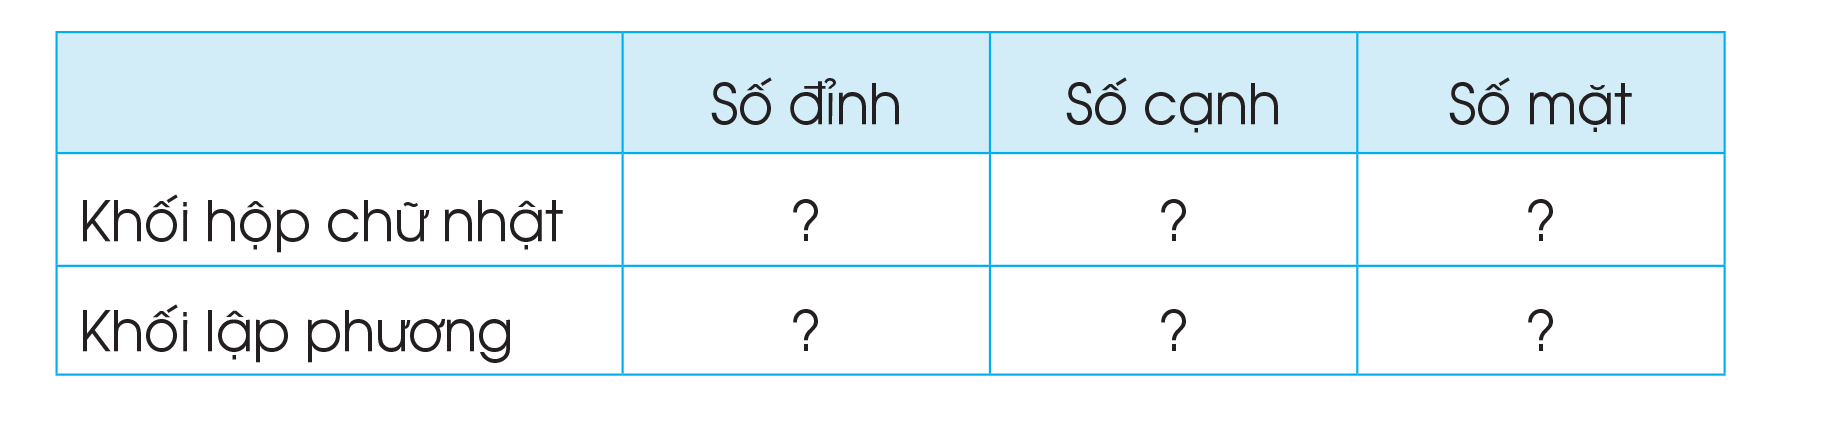 Số đỉnh Số cạnh Số mặt
Khối hộp chữ nhật ? ? ?
Khối lập phương ? ? ?